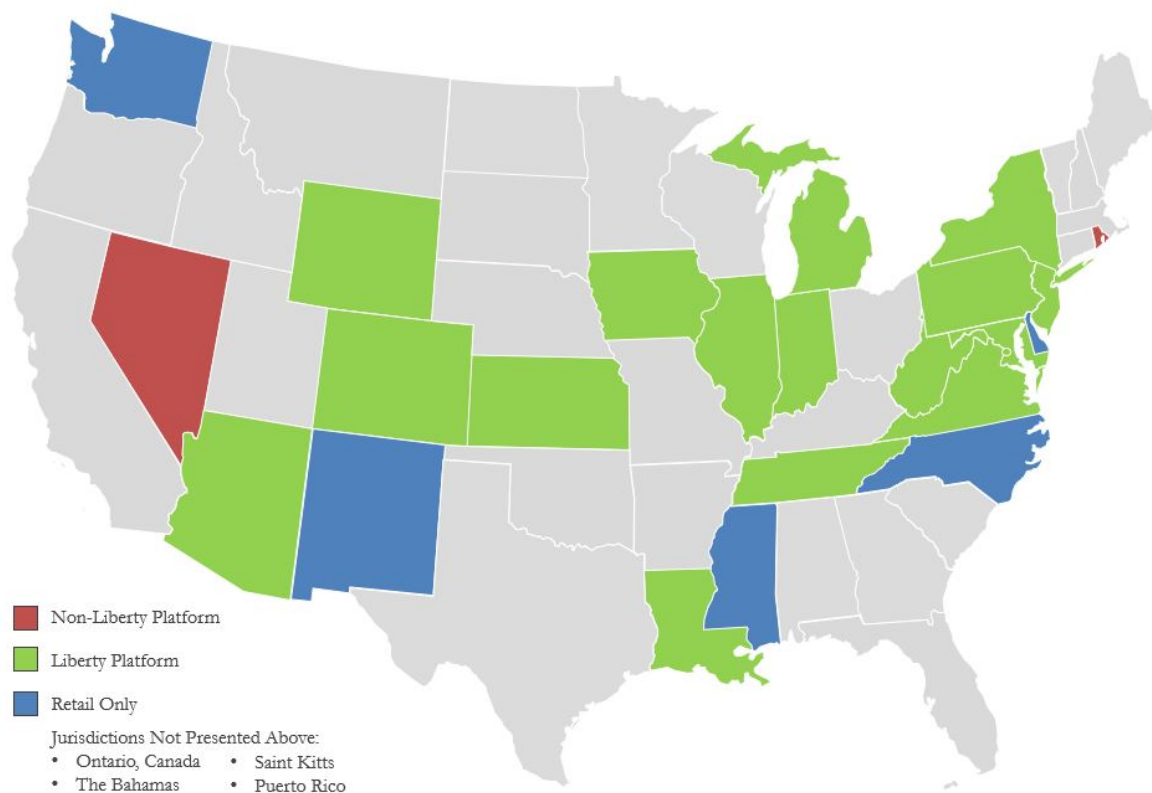 Non-Liberty Platform
Liberty Platform
Retail Only
Jurisdictions Not Presented Above:
• Ontario, Canada • Saint Kitts
• The Bahamas • Puerto Rico